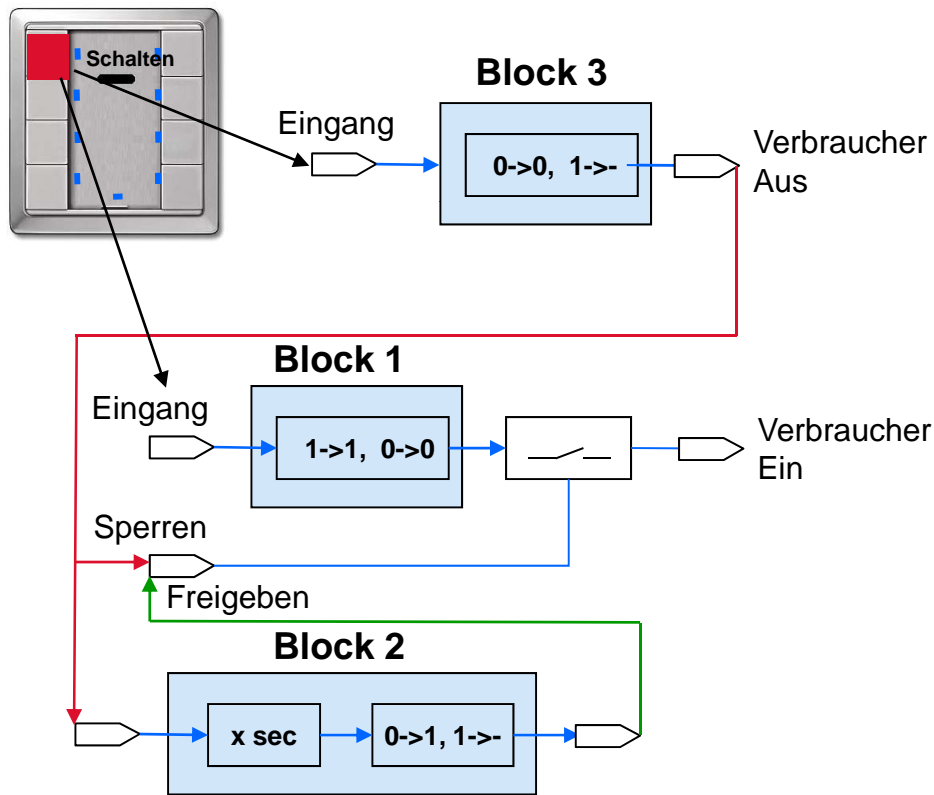 Schalten
Block 3
Eingang
0->0, 1->-
Verbraucher
Aus
Block 1
Eingang
1->1, 0->0
Verbraucher
Ein
Sperren
Freigeben
Block 2
x sec
0->1, 1->-